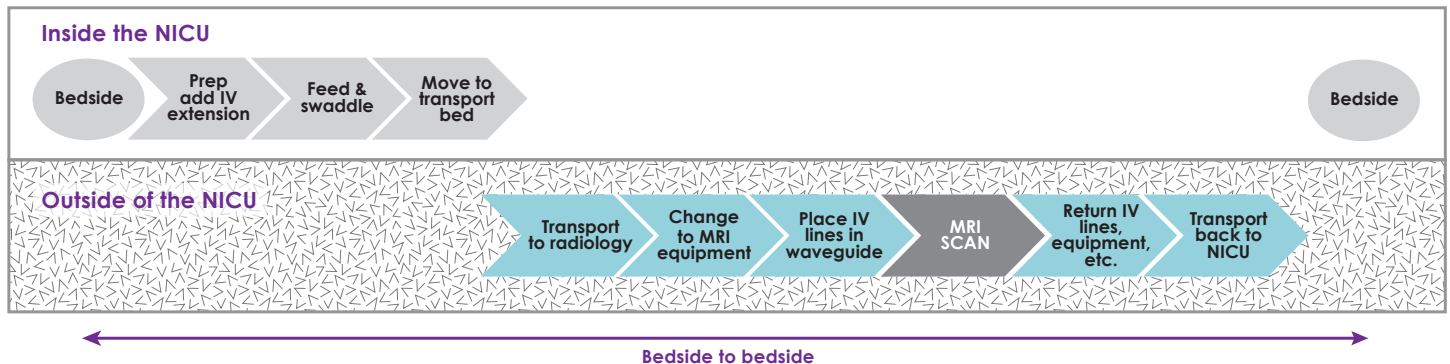 Inside the NICU
Bedside
Prep
add IV
extension
Feed &
swaddle
Move to
transport
bed
Bedside
Outside of the NICU
Transport
to radiology
Change
to MRI
equipment
Place IV
lines in
waveguide
MRI
SCAN
Return IV
lines,
equipment,
etc.
Transport
back to
NICU
Bedside to bedside